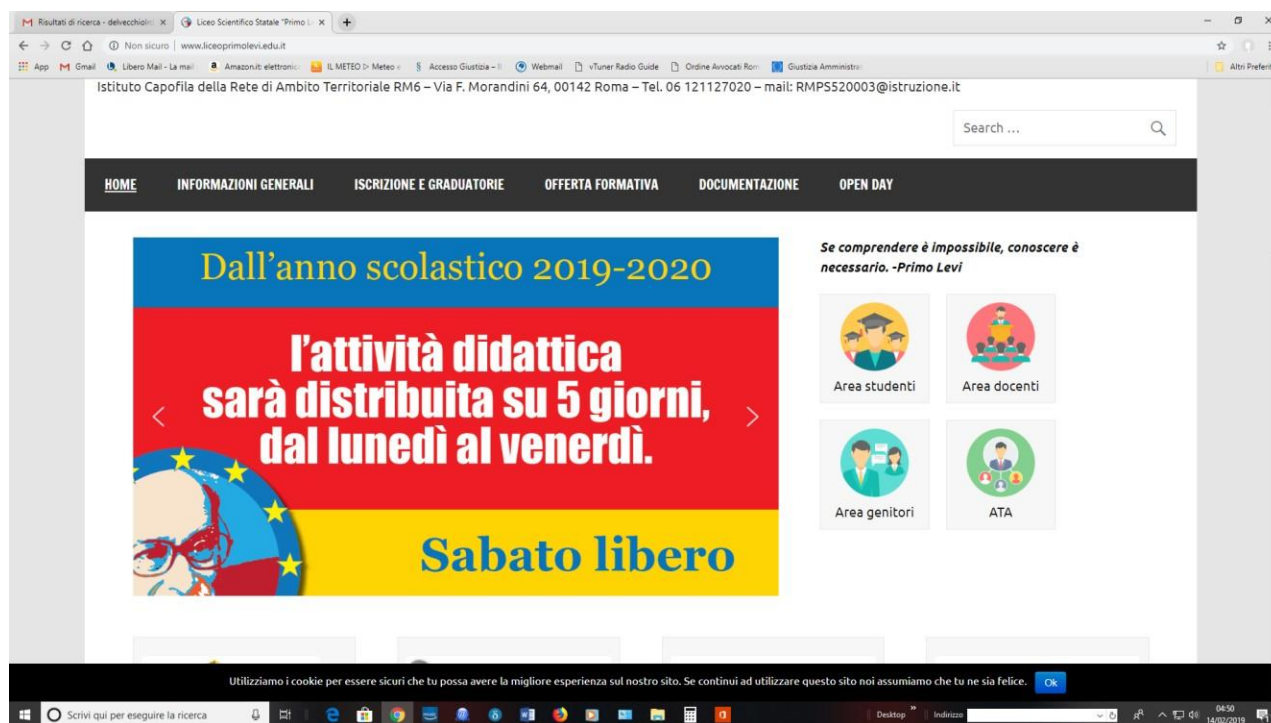 Risultati di ricerca - delvecchiole
Liceo Scientifico Statale "Primo L
Non sicuro | www.liceoprimolevi.edu.it
App Gmail Libero Mail - La mai Amazon.it: elettronic IL METEO ▷ Meteo e Accesso Giustizia – Il Webmail vTuner Radio Guide Ordine Avvocati Rom Giustizia Amministra Altri Preferit
Istituto Capofila della Rete di Ambito Territoriale RM6 – Via F. Morandini 64, 00142 Roma – Tel. 06 121127020 – mail: RMPS520003@istruzione.it
Search ...
HOME INFORMAZIONI GENERALI ISCRIZIONE E GRADUATORIE OFFERTA FORMATIVA DOCUMENTAZIONE OPEN DAY
Dall'anno scolastico 2019-2020
l'attività didattica
sarà distribuita su 5 giorni,
dal lunedì al venerdì.
Sabato libero
Se comprendere è impossibile, conoscere è
necessario. -Primo Levi
Area studenti Area docenti
Area genitori ATA
Utilizziamo i cookie per essere sicuri che tu possa avere la migliore esperienza sul nostro sito. Se continui ad utilizzare questo sito noi assumiamo che tu ne sia felice. Ok
Scrivi qui per eseguire la ricerca
Desktop Indirizzo
04:50
14/02/2019